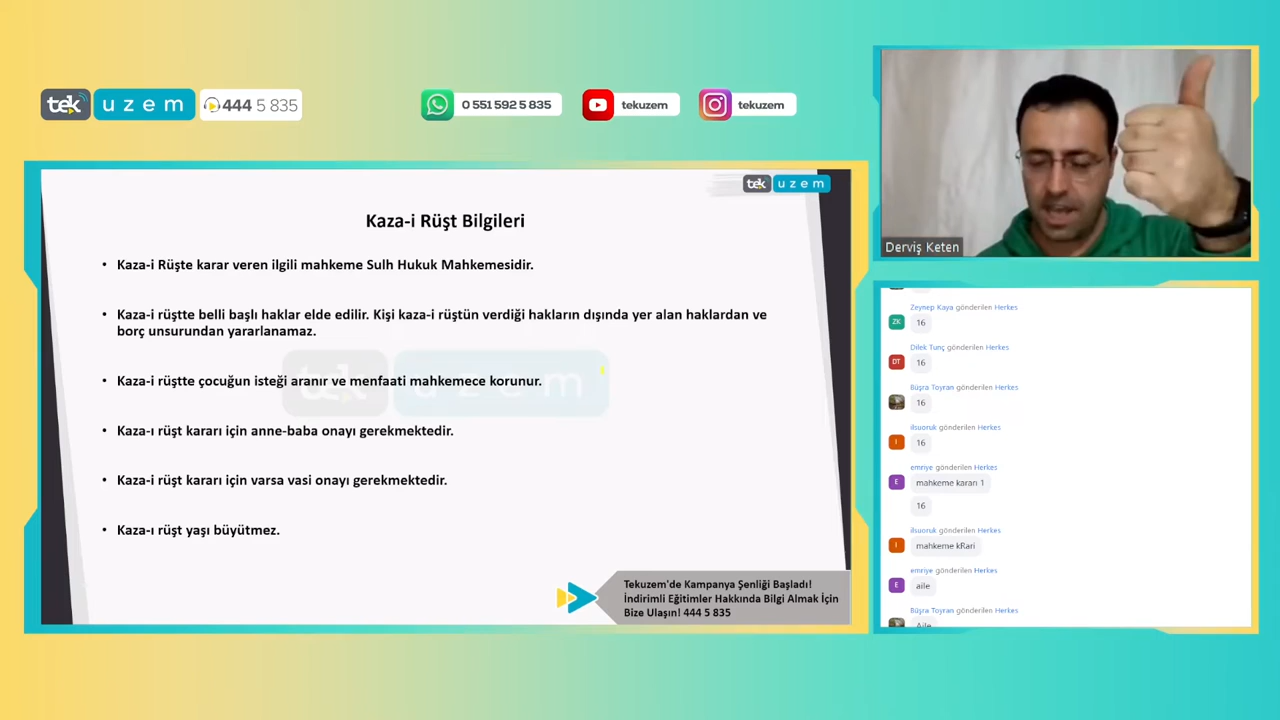 tek uzem 444 5 835
0 551 592 5 835
tekuzem
tekuzem
tek uzem
Kaza-i Rüşt Bilgileri
• Kaza-i Rüşte karar veren ilgili mahkeme Sulh Hukuk Mahkemesidir.
• Kaza-i rüştte belli başlı haklar elde edilir. Kişi kaza-i rüştün verdiği hakların dışında yer alan haklardan ve
borç unsurundan yararlanamaz.
• Kaza-i rüştte çocuğun isteği aranır ve menfaati mahkemece korunur.
• Kaza-ı rüşt kararı için anne-baba onayı gerekmektedir.
• Kaza-i rüşt kararı için varsa vasi onayı gerekmektedir.
• Kaza-ı rüşt yaşı büyütmez.
tek uzem
Tekuzem'de Kampanya Şenliği Başladı!
İndirimli Eğitimler Hakkında Bilgi Almak İçin
Bize Ulaşın! 444 5 835
Derviş Keten
Zeynep Kaya gönderilen Herkes
ZK 16
Dilek Tunç gönderilen Herkes
DT 16
Büşra Toyran gönderilen Herkes
16
ilsuoruk gönderilen Herkes
I 16
emriye gönderilen Herkes
E mahkeme kararı 1
16
ilsuoruk gönderilen Herkes
I mahkeme kRari
emriye gönderilen Herkes
E aile
Büşra Toyran gönderilen Herkes
Aile